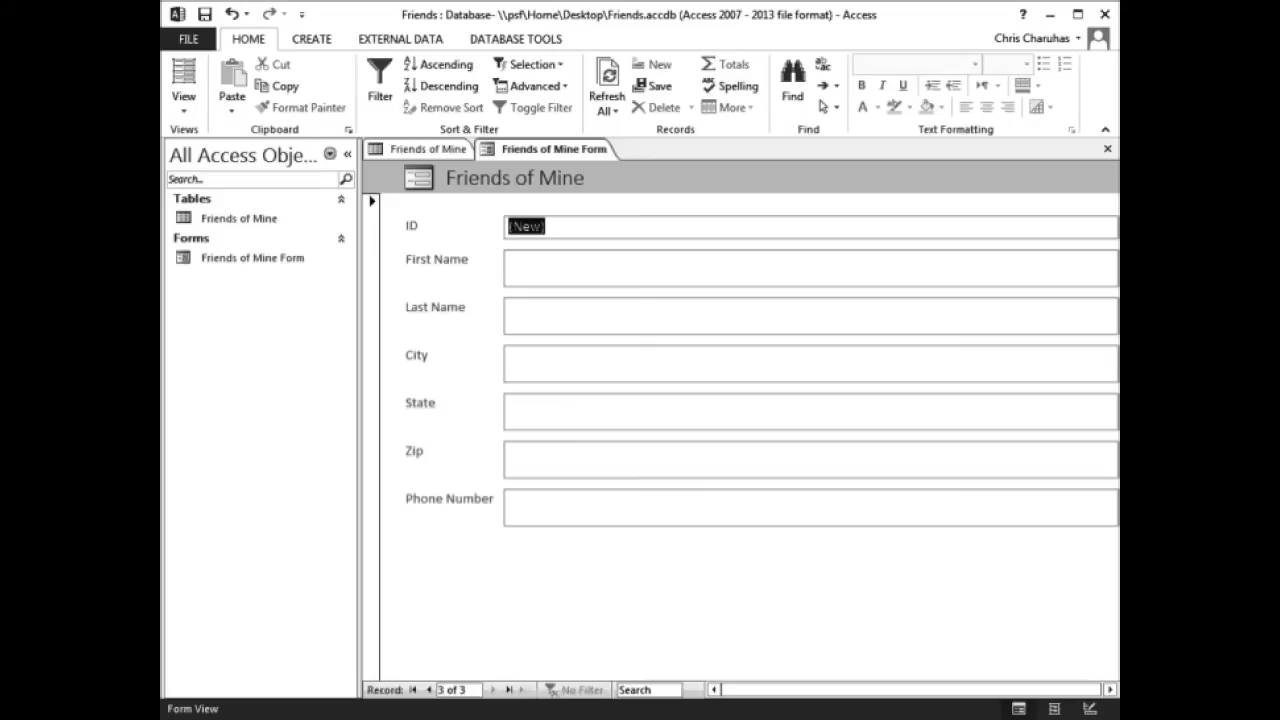 Friends : Database- \\psf\Home\Desktop\Friends.accdb (Access 2007 - 2013 file format) - Access
?
FILE HOME CREATE EXTERNAL DATA DATABASE TOOLS
Chris Charuhas
View
Views
Paste
Cut
Copy
Format Painter
Clipboard
Filter
Ascending
Descending
Remove Sort
Selection
Advanced
Toggle Filter
Sort & Filter
Refresh
All
New
Save
Delete
Totals
Spelling
More
Records
Find
Find
B I U
A
Text Formatting
All Access Obje...
Search...
Tables
Friends of Mine
Forms
Friends of Mine Form
Friends of Mine
Friends of Mine Form
Friends of Mine
ID
(New)
First Name
Last Name
City
State
Zip
Phone Number
Record: 3 of 3 No Filter Search
Form View